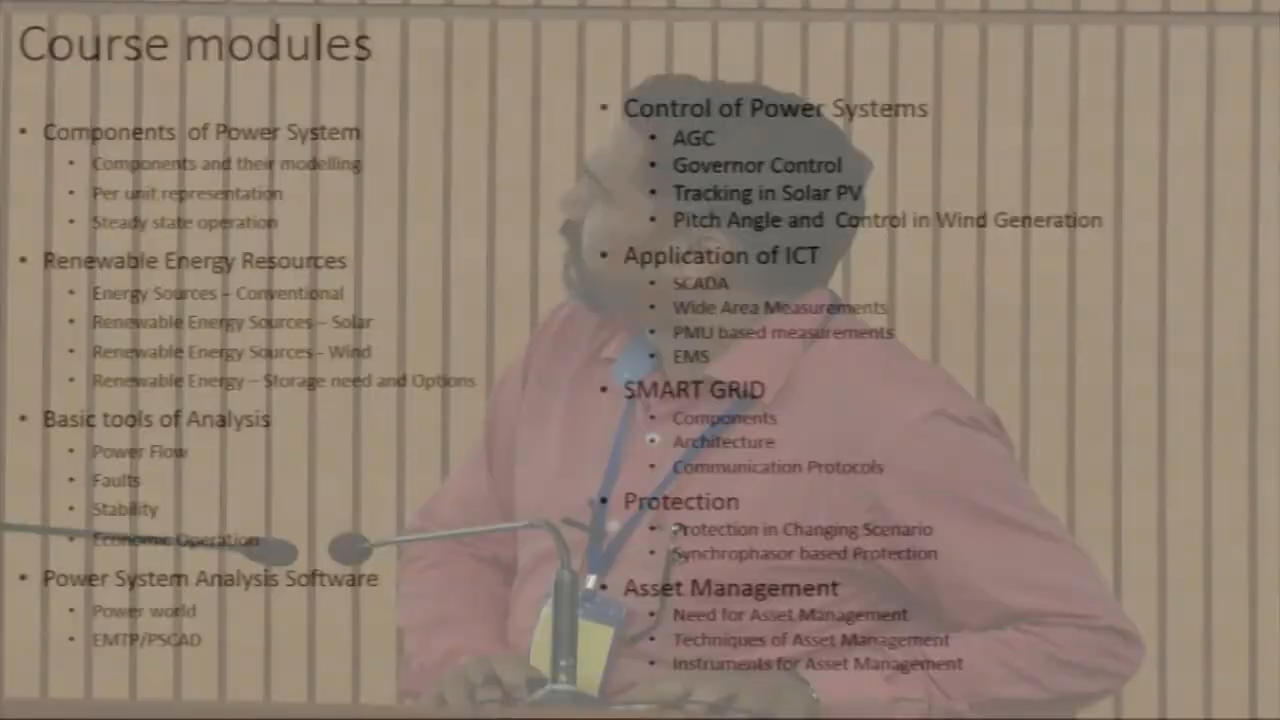 Course modules
• Components of Power System
• Components and their modelling
• Per unit representation
• Steady state operation
• Renewable Energy Resources
• Energy Sources – Conventional
• Renewable Energy Sources – Solar
• Renewable Energy Sources - Wind
• Renewable Energy – Storage need and Options
• Basic tools of Analysis
• Power Flow
• Faults
• Stability
• Economic Operation
• Power System Analysis Software
• Power world
• EMTP/PSCAD
• Control of Power Systems
• AGC
• Governor Control
• Tracking in Solar PV
• Pitch Angle and Control in Wind Generation
• Application of ICT
• SCADA
• Wide Area Measurements
• PMU based measurements
• EMS
• SMART GRID
• Components
• Architecture
• Communication Protocols
• Protection
• Protection in Changing Scenario
• Synchrophasor based Protection
• Asset Management
• Need for Asset Management
• Techniques of Asset Management
• Instruments for Asset Management